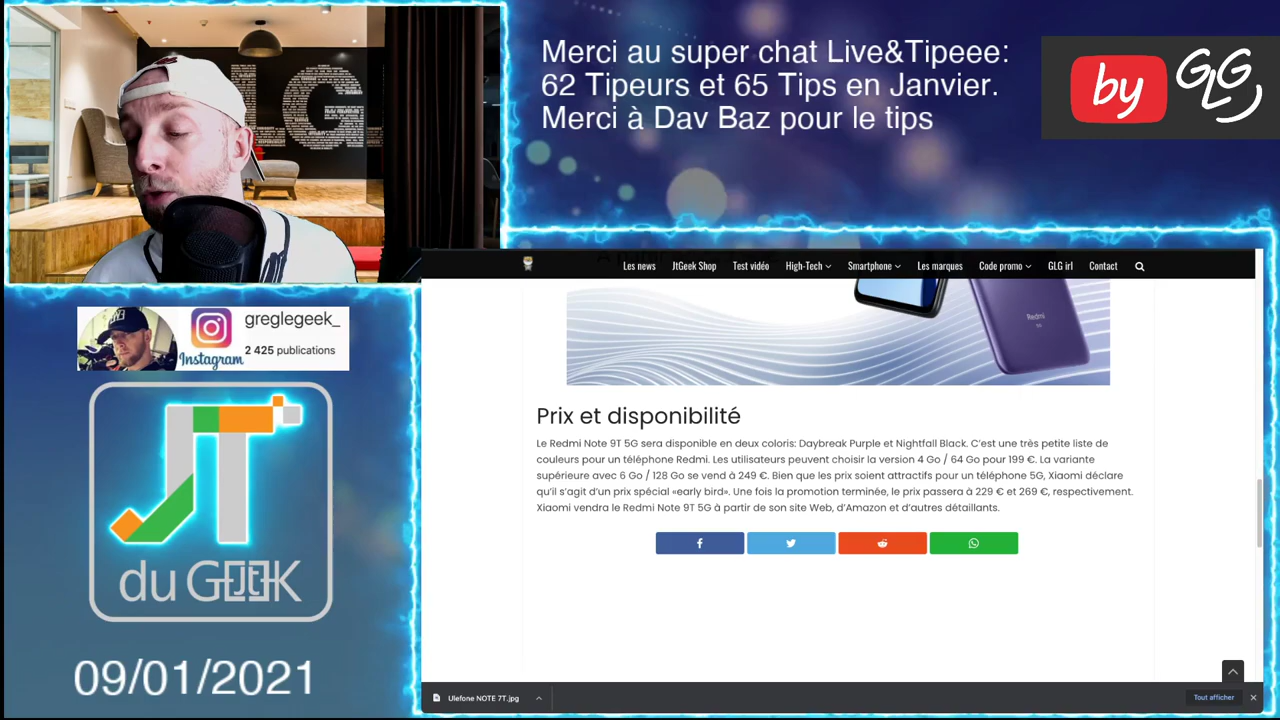 Merci au super chat Live&Tipeee:
62 Tipeurs et 65 Tips en Janvier.
Merci à Dav Baz pour le tips
by GLG
greglegeek_
Instagram
2 425 publications
JT
du GEEK
09/01/2021
Les news JtGeek Shop Test vidéo High-Tech Smartphone Les marques Code promo GLG irl Contact
Redmi
5G
Prix et disponibilité
Le Redmi Note 9T 5G sera disponible en deux coloris: Daybreak Purple et Nightfall Black. C'est une très petite liste de
couleurs pour un téléphone Redmi. Les utilisateurs peuvent choisir la version 4 Go / 64 Go pour 199 €. La variante
supérieure avec 6 Go / 128 Go se vend à 249 €. Bien que les prix soient attractifs pour un téléphone 5G, Xiaomi déclare
qu'il s'agit d'un prix spécial «early bird». Une fois la promotion terminée, le prix passera à 229 € et 269 €, respectivement.
Xiaomi vendra le Redmi Note 9T 5G à partir de son site Web, d'Amazon et d'autres détaillants.
Ulefone NOTE 7T.jpg
Tout afficher